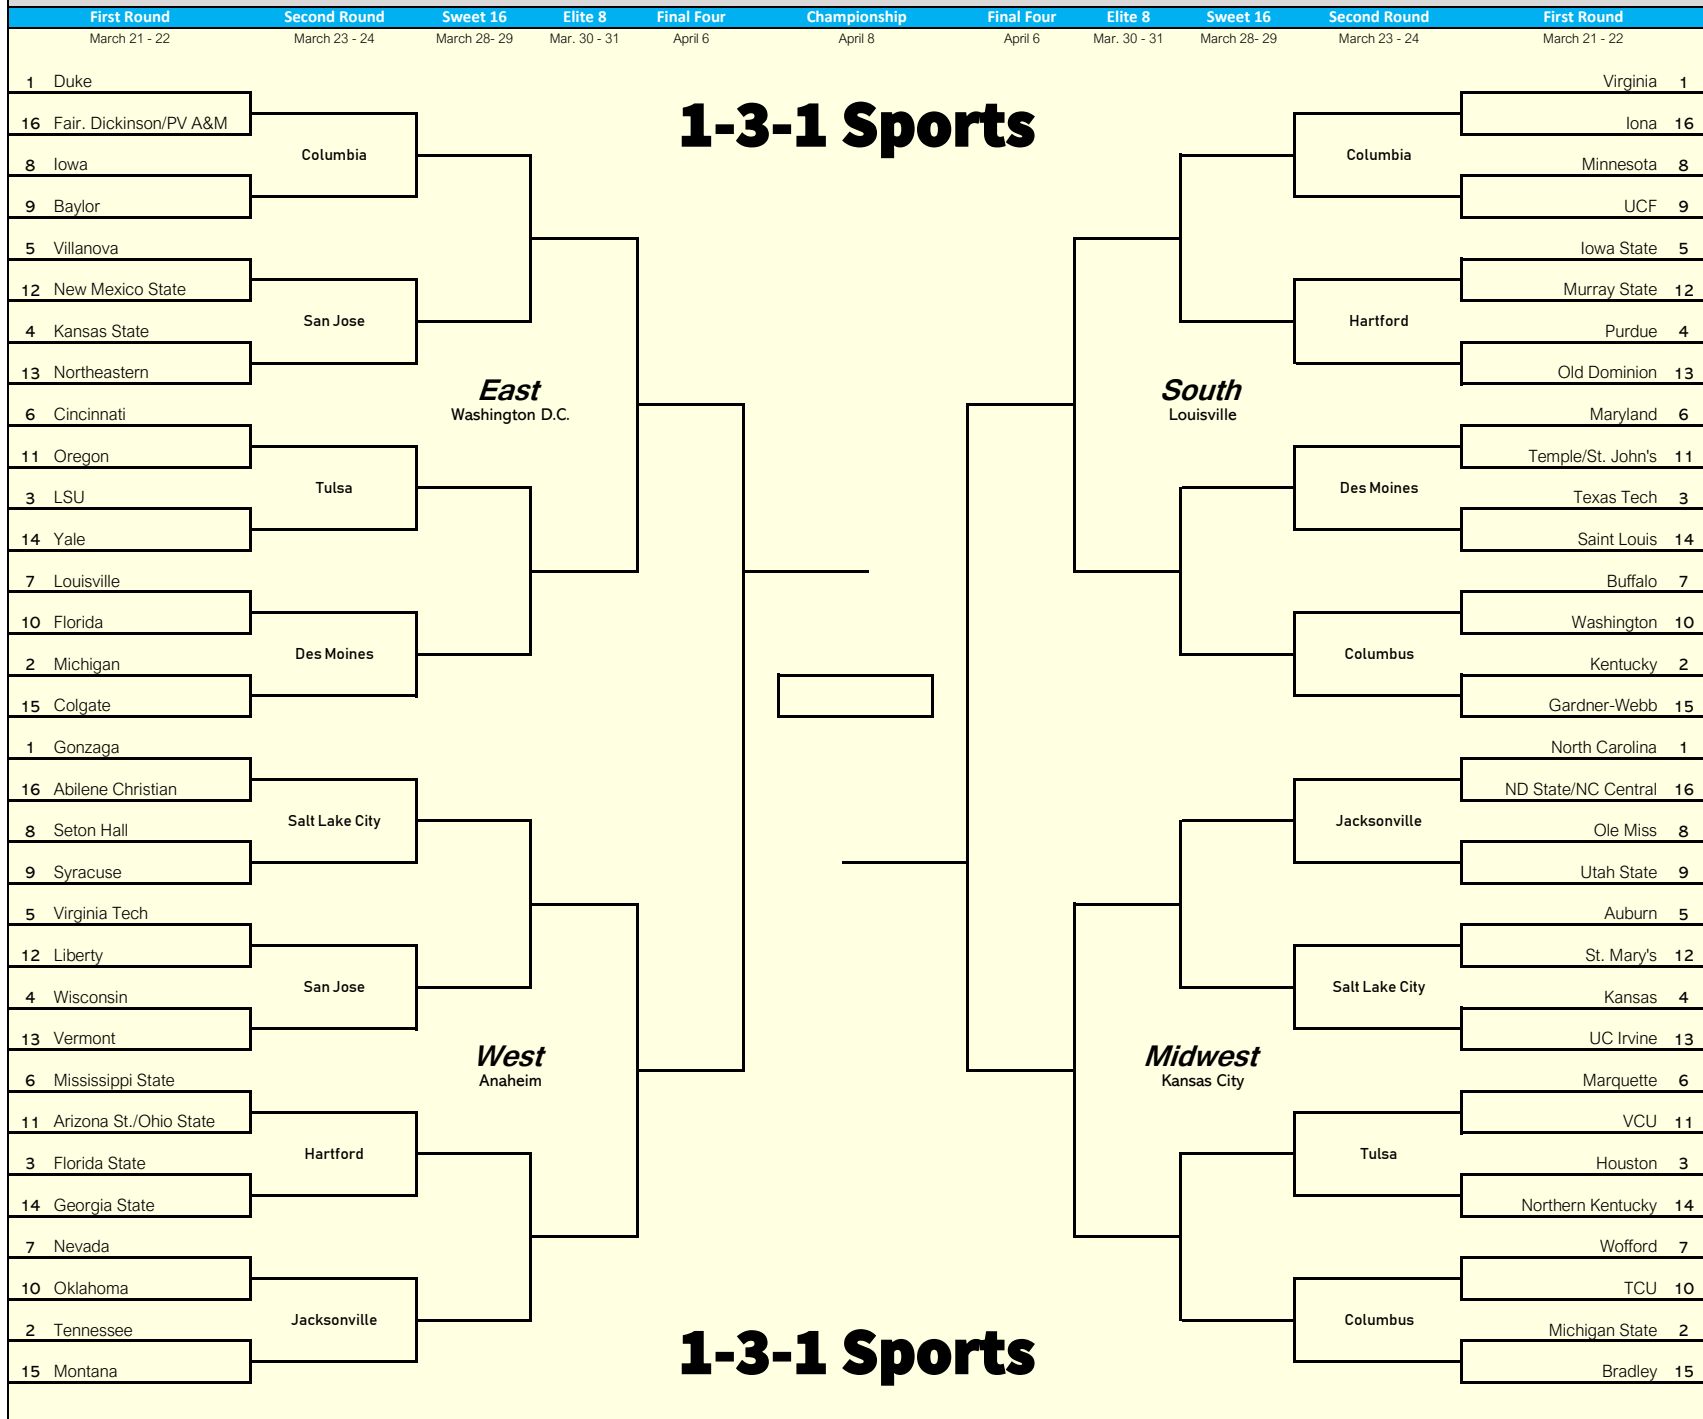 First Round Second Round Sweet 16 Elite 8 Final Four Championship Final Four Elite 8 Sweet 16 Second Round First Round
March 21 - 22 March 23 - 24 March 28- 29 Mar. 30 - 31 April 6 April 8 April 6 Mar. 30 - 31 March 28- 29 March 23 - 24 March 21 - 22
1 Duke Virginia 1
1-3-1 Sports
16 Fair. Dickinson/PV A&M Iona 16
Columbia Columbia
8 Iowa Minnesota 8
9 Baylor UCF 9
5 Villanova Iowa State 5
12 New Mexico State Murray State 12
San Jose Hartford
4 Kansas State Purdue 4
13 Northeastern Old Dominion 13
East South
Washington D.C. Louisville
6 Cincinnati Maryland 6
11 Oregon Temple/St. John's 11
Tulsa Des Moines
3 LSU Texas Tech 3
14 Yale Saint Louis 14
7 Louisville Buffalo 7
10 Florida Washington 10
Des Moines Columbus
2 Michigan Kentucky 2
15 Colgate Gardner-Webb 15
1 Gonzaga North Carolina 1
16 Abilene Christian ND State/NC Central 16
Salt Lake City Jacksonville
8 Seton Hall Ole Miss 8
9 Syracuse Utah State 9
5 Virginia Tech Auburn 5
12 Liberty St. Mary's 12
San Jose Salt Lake City
4 Wisconsin Kansas 4
13 Vermont UC Irvine 13
West Midwest
Anaheim Kansas City
6 Mississippi State Marquette 6
11 Arizona St./Ohio State VCU 11
Hartford Tulsa
3 Florida State Houston 3
14 Georgia State Northern Kentucky 14
7 Nevada Wofford 7
10 Oklahoma TCU 10
Jacksonville Columbus
2 Tennessee Michigan State 2
1-3-1 Sports
15 Montana Bradley 15